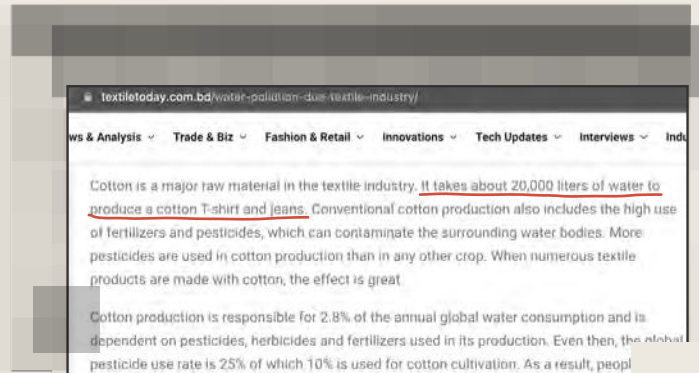 textiletoday.com.bd/water-pollution-due-textile-industry/
ws & Analysis Trade & Biz Fashion & Retail Innovations Tech Updates Interviews Indu
Cotton is a major raw material in the textile industry. It takes about 20,000 liters of water to
produce a cotton T-shirt and jeans. Conventional cotton production also includes the high use
of fertilizers and pesticides, which can contaminate the surrounding water bodies. More
pesticides are used in cotton production than in any other crop. When numerous textile
products are made with cotton, the effect is great
Cotton production is responsible for 2.8% of the annual global water consumption and is
dependent on pesticides, herbicides and fertilizers used in its production. Even then, the global
pesticide use rate is 25% of which 10% is used for cotton cultivation. As a result, peopl